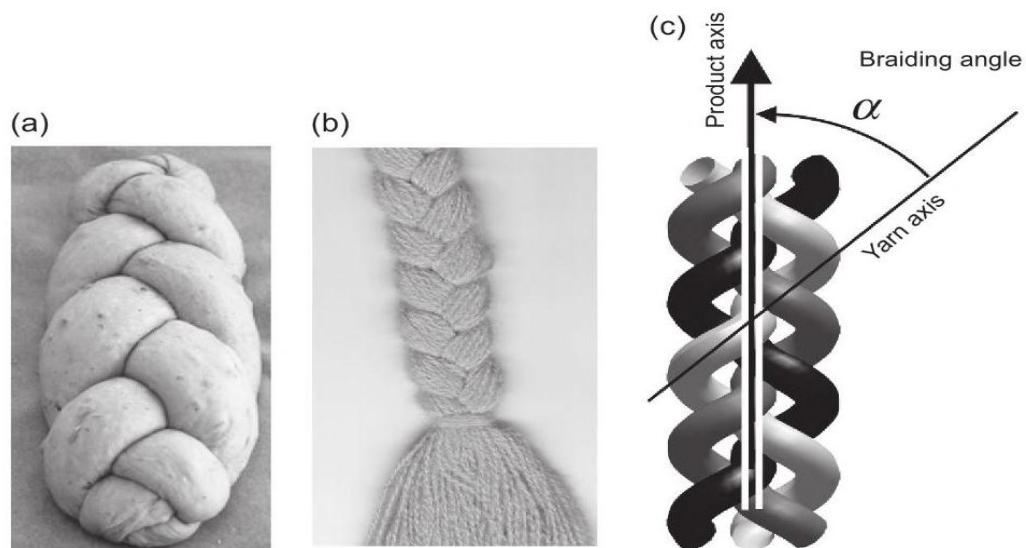 (a)
(b)
(c)
Product axis
Braiding angle
α
Yarn axis